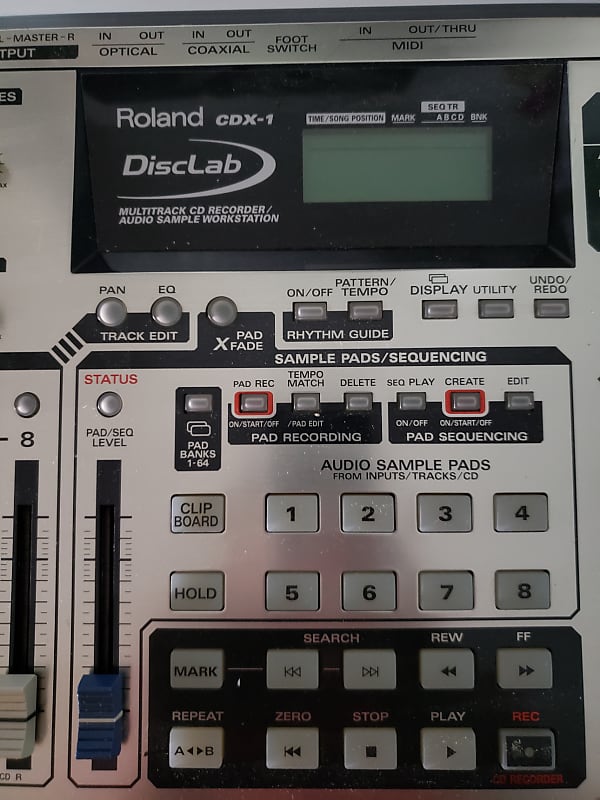 L - MASTER - R
IN OUT
OPTICAL
IN OUT
COAXIAL
FOOT
SWITCH
IN OUT/THRU
MIDI
Roland CDX-1
DiscLab
MULTITRACK CD RECORDER/
AUDIO SAMPLE WORKSTATION
TIME/SONG POSITION
MARK
SEQ TR
A B C D
BNK
PAN
EQ
TRACK EDIT
PAD
X FADE
ON/OFF
PATTERN/
TEMPO
RHYTHM GUIDE
DISPLAY
UTILITY
UNDO/
REDO
SAMPLE PADS/SEQUENCING
STATUS
PAD/SEQ
LEVEL
8
PAD
BANKS
1-64
PAD REC
TEMPO
MATCH
DELETE
ON/START/OFF
/PAD EDIT
PAD RECORDING
SEQ PLAY
CREATE
EDIT
ON/OFF
ON/START/OFF
PAD SEQUENCING
AUDIO SAMPLE PADS
FROM INPUTS/TRACKS/CD
CLIP
BOARD
1
2
3
4
HOLD
5
6
7
8
SEARCH
REW
FF
MARK
REPEAT
ZERO
STOP
PLAY
REC
A◂▸B
CD RECORDER
CD R